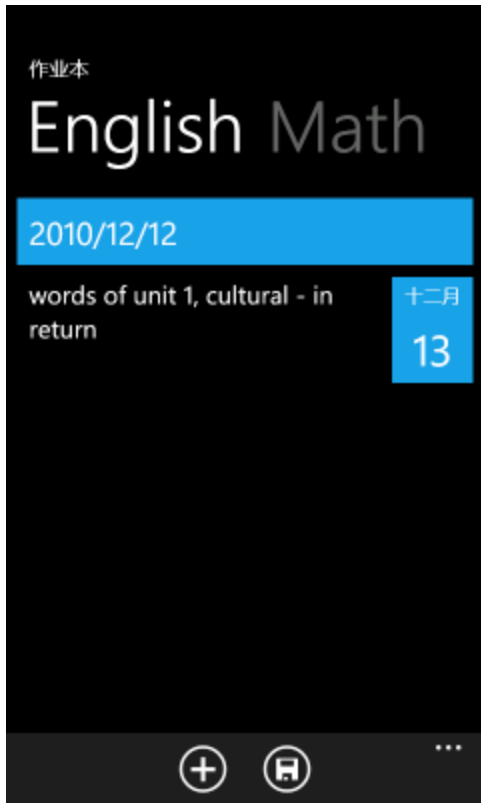 作业本
English Math
2010/12/12
words of unit 1, cultural - in
return
十二月
13